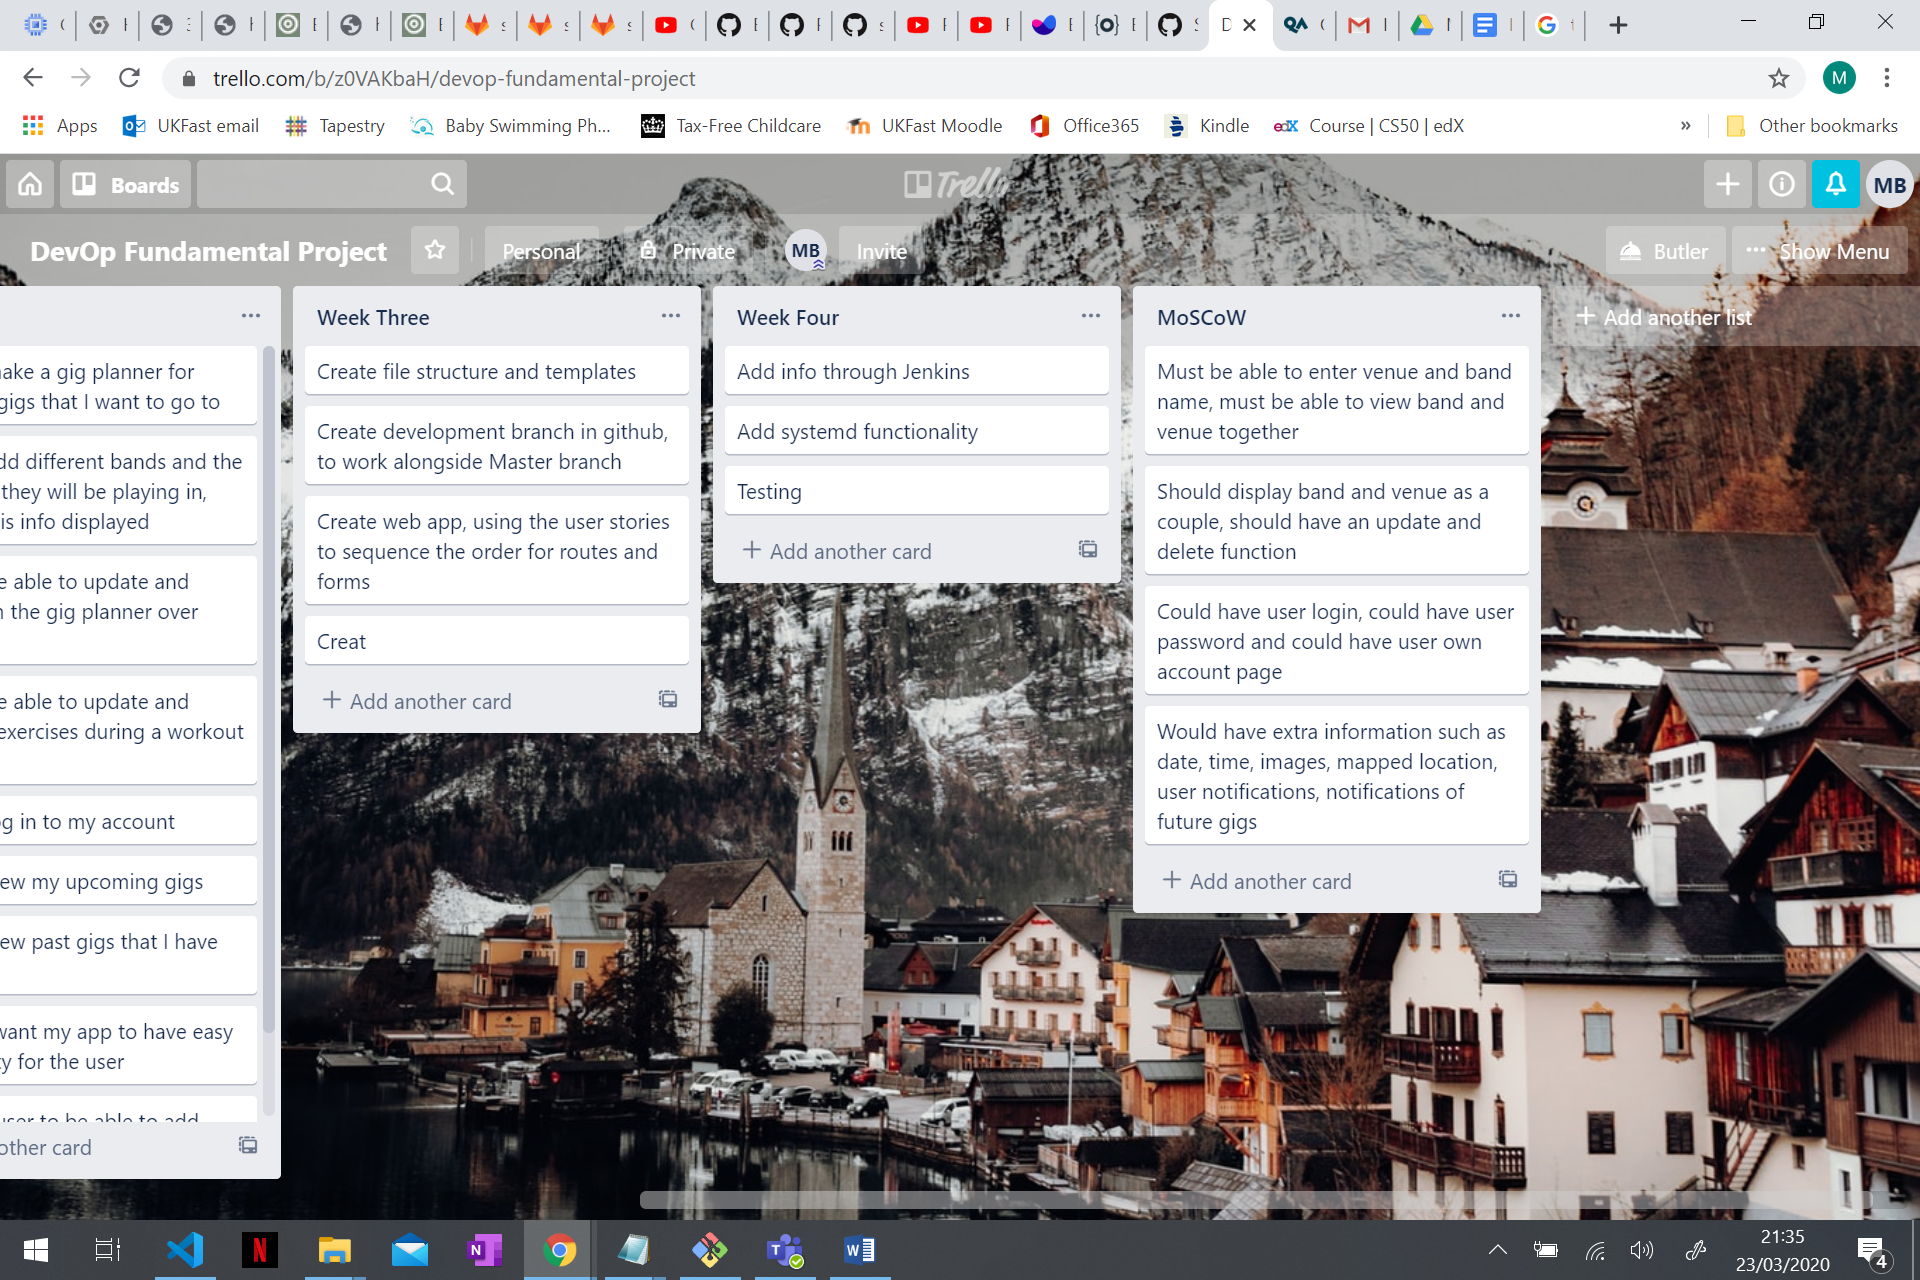 trello.com/b/z0VAKbaH/devop-fundamental-project
M
Apps
UKFast email
Tapestry
Baby Swimming Ph...
Tax-Free Childcare
UKFast Moodle
Office365
Kindle
edX Course | CS50 | edX
»
Other bookmarks
Boards
Trello
MB
DevOp Fundamental Project
Personal
Private
MB
Invite
Butler
Show Menu
ake a gig planner for
gigs that I want to go to
dd different bands and the
they will be playing in,
is info displayed
e able to update and
n the gig planner over
e able to update and
exercises during a workout
og in to my account
ew my upcoming gigs
ew past gigs that I have
want my app to have easy
y for the user
user to be able to add
other card
Week Three
Create file structure and templates
Create development branch in github,
to work alongside Master branch
Create web app, using the user stories
to sequence the order for routes and
forms
Creat
+ Add another card
Week Four
Add info through Jenkins
Add systemd functionality
Testing
+ Add another card
MoSCoW
Must be able to enter venue and band
name, must be able to view band and
venue together
Should display band and venue as a
couple, should have an update and
delete function
Could have user login, could have user
password and could have user own
account page
Would have extra information such as
date, time, images, mapped location,
user notifications, notifications of
future gigs
+ Add another card
+ Add another list
21:35
23/03/2020
4